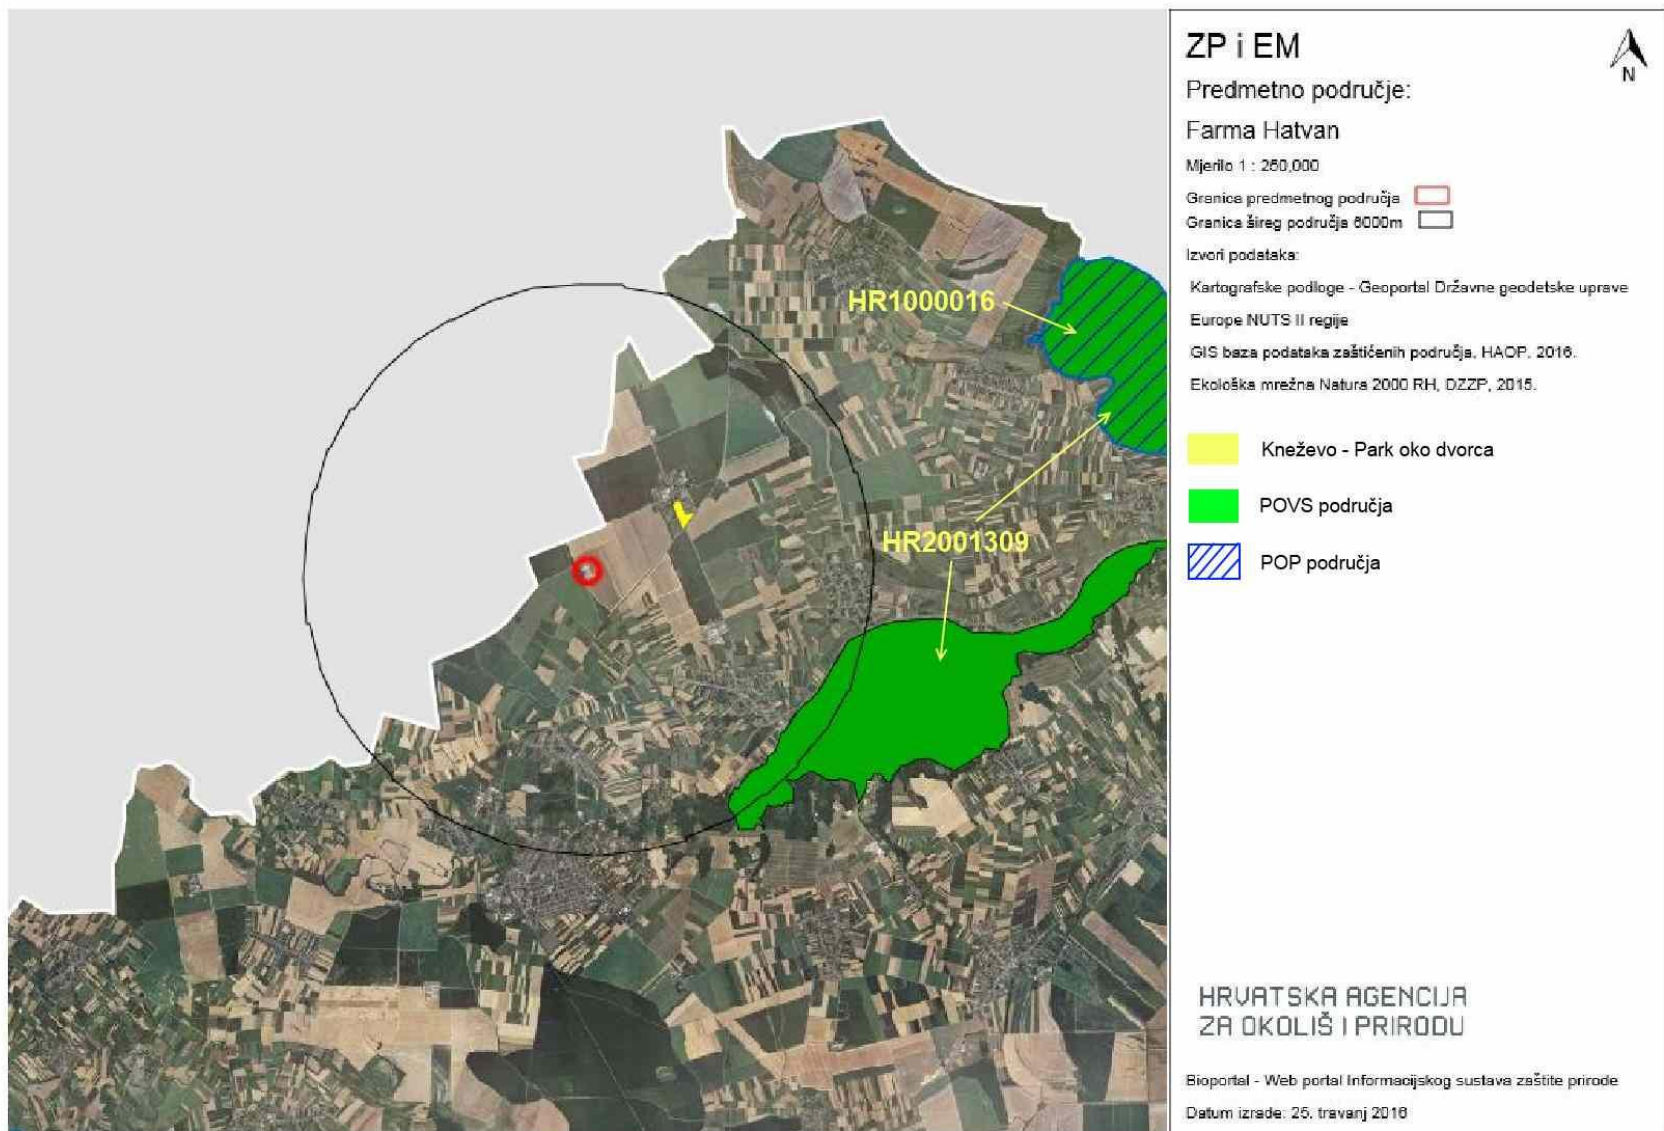 HR1000016
HR2001309
ZP i EM
N
Predmetno područje:
Farma Hatvan
Mjerilo 1 : 250,000
Granica predmetnog područja
Granica šireg područja 6000m
Izvori podataka:
Kartografske podloge - Geoportal Državne geodetske uprave
Europe NUTS II regije
GIS baza podataka zaštićenih područja, HAOP, 2016.
Ekološka mrežna Natura 2000 RH, DZZP, 2015.
Kneževo - Park oko dvorca
POVS područja
POP područja
HRVATSKA AGENCIJA
ZA OKOLIŠ I PRIRODU
Bioportal - Web portal Informacijskog sustava zaštite prirode
Datum izrade: 25. travanj 2016